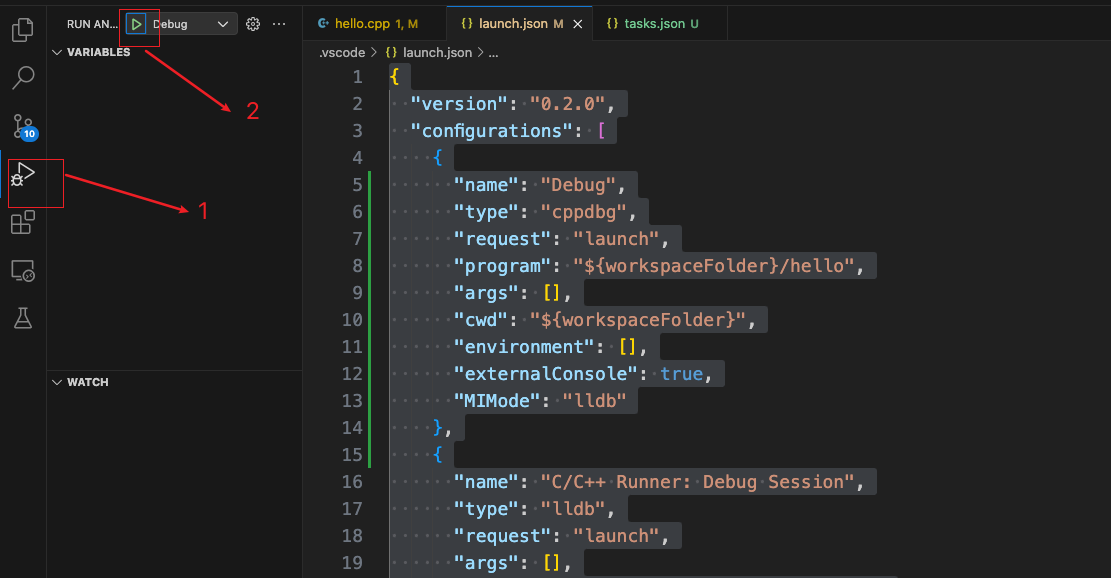 RUN AN... Debug ...
hello.cpp 1, M
{} launch.json M ×
{} tasks.json U
VARIABLES
.vscode > {} launch.json > ...
2
10
1
WATCH
1 {
2 "version": "0.2.0",
3 "configurations": [
4 {
5 "name": "Debug",
6 "type": "cppdbg",
7 "request": "launch",
8 "program": "${workspaceFolder}/hello",
9 "args": [],
10 "cwd": "${workspaceFolder}",
11 "environment": [],
12 "externalConsole": true,
13 "MIMode": "lldb"
14 },
15 {
16 "name": "C/C++ Runner: Debug Session",
17 "type": "lldb",
18 "request": "launch",
19 "args": [],